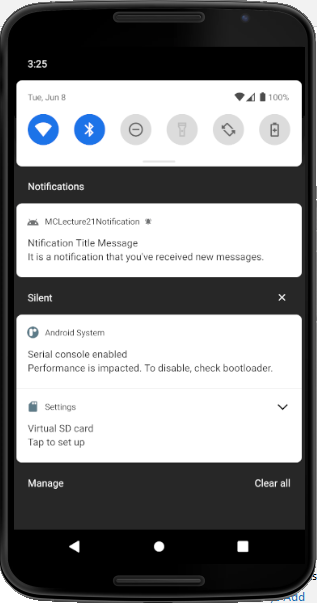 3:25
Tue, Jun 8
100%
Notifications
MCLecture21Notification
Ntification Title Message
It is a notification that you've received new messages.
Silent
Android System
Serial console enabled
Performance is impacted. To disable, check bootloader.
Settings
Virtual SD card
Tap to set up
Manage
Clear all
Add